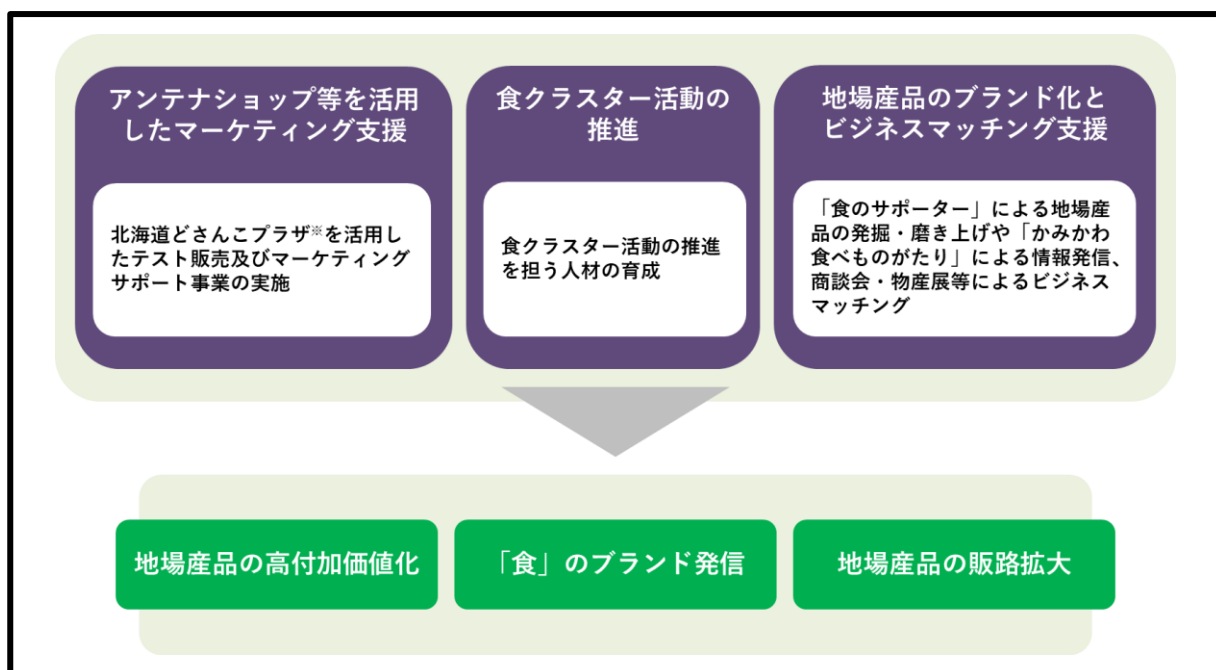 アンテナショップ等を活用
したマーケティング支援
北海道どさんこプラザ※を活用し
たテスト販売及びマーケティング
サポート事業の実施
食クラスター活動の
推進
食クラスター活動の推進
を担う人材の育成
地場産品のブランド化と
ビジネスマッチング支援
「食のサポーター」による地場産
品の発掘・磨き上げや「かみかわ
食べものがたり」による情報発信、
商談会・物産展等によるビジネス
マッチング
地場産品の高付加価値化
「食」のブランド発信
地場産品の販路拡大